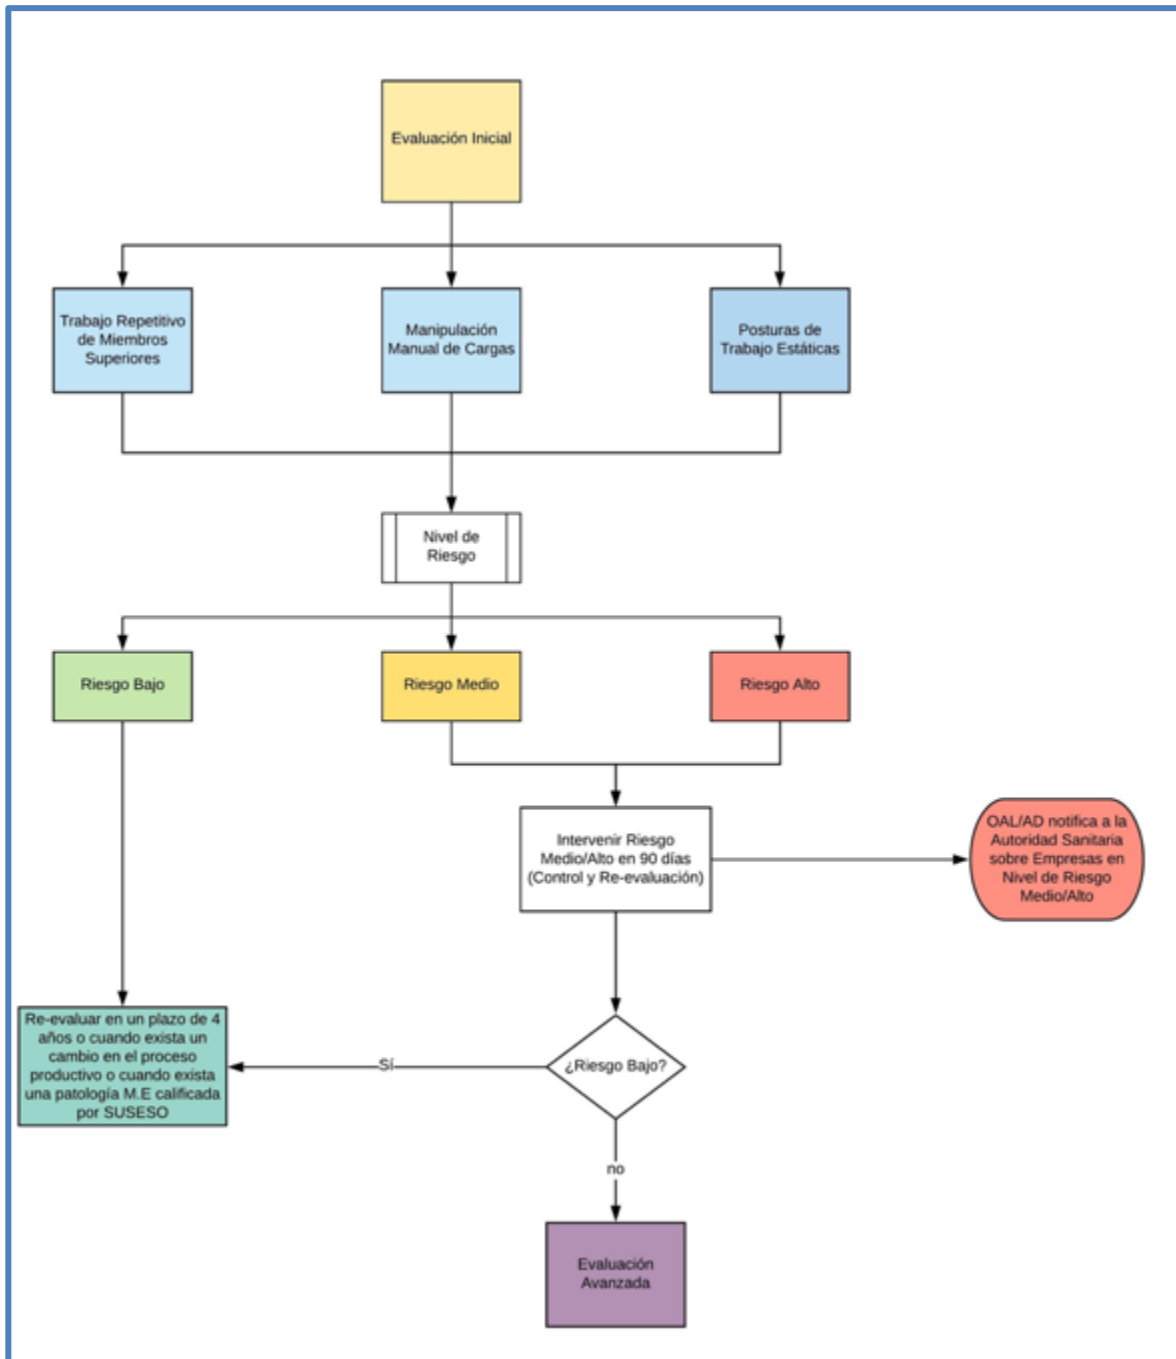 Evaluación Inicial
Trabajo Repetitivo
de Miembros
Superiores
Manipulación
Manual de Cargas
Posturas de
Trabajo Estáticas
Nivel de
Riesgo
Riesgo Bajo
Riesgo Medio
Riesgo Alto
Intervenir Riesgo
Medio/Alto en 90 días
(Control y Re-evaluación)
OAL/AD notifica a la
Autoridad Sanitaria
sobre Empresas en
Nivel de Riesgo
Medio/Alto
Re-evaluar en un plazo de 4
años o cuando exista un
cambio en el proceso
productivo o cuando exista
una patología M.E calificada
por SUSESO
Sí
¿Riesgo Bajo?
no
Evaluación
Avanzada